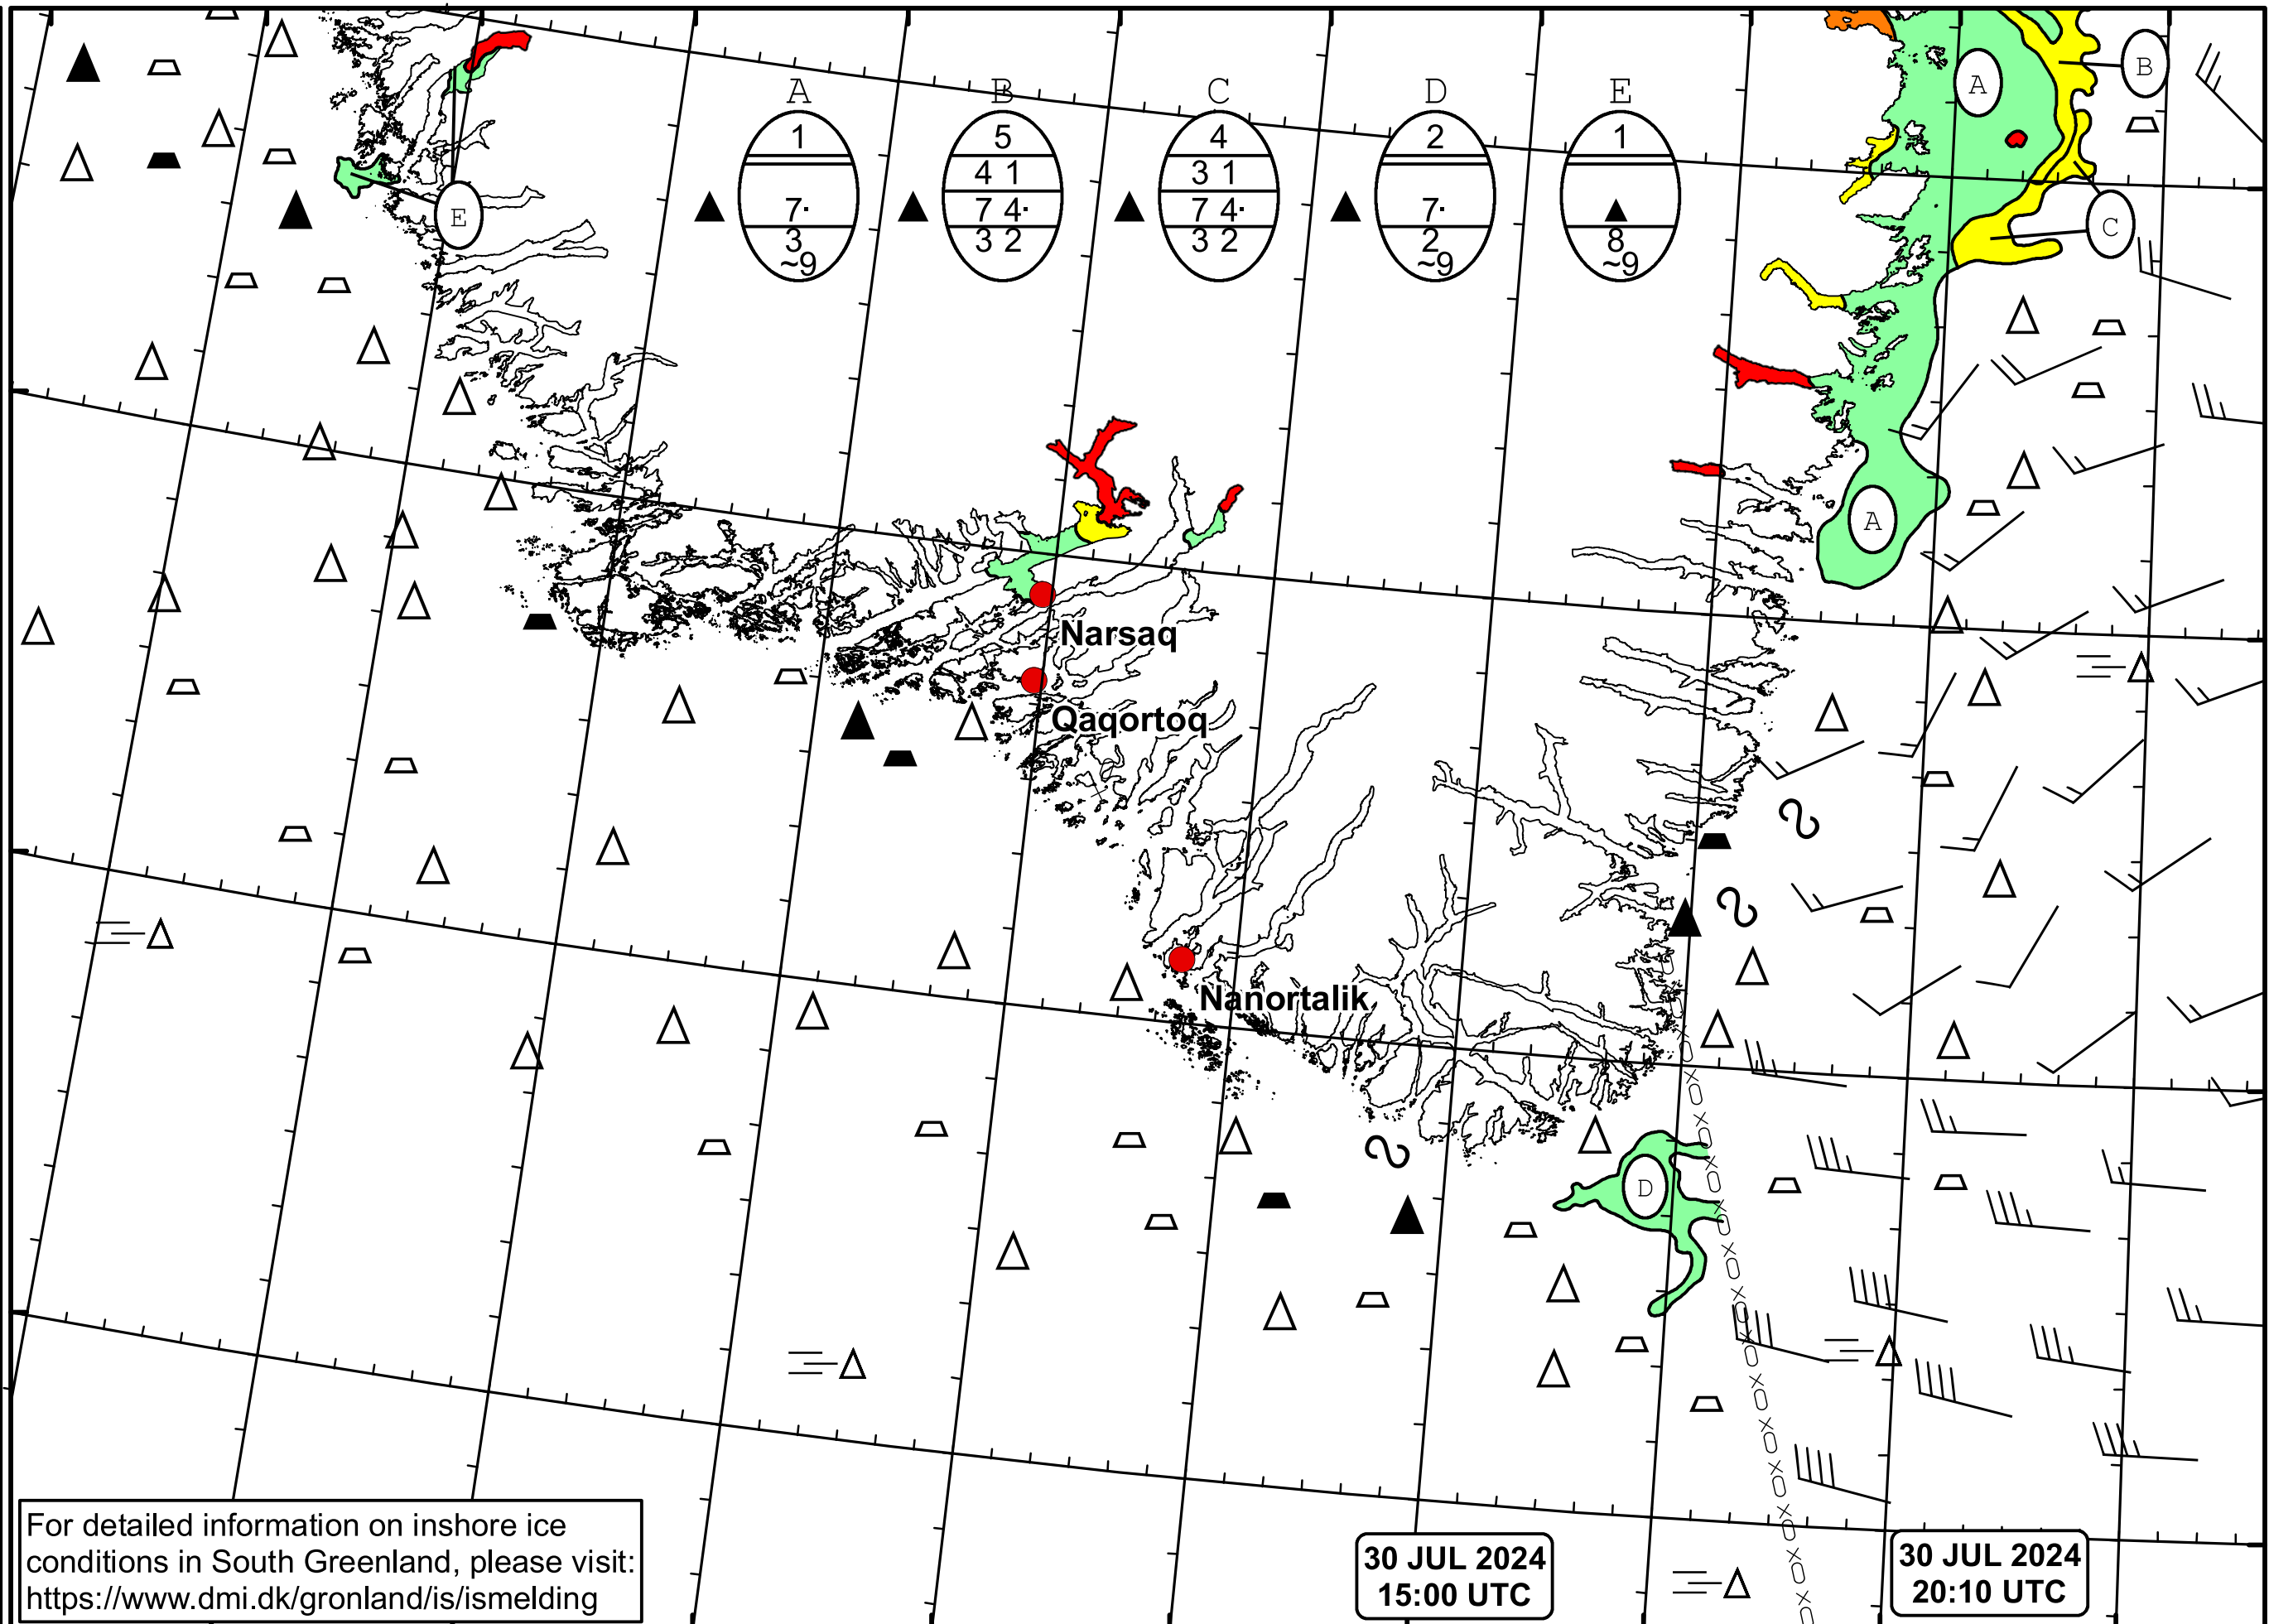 A B C D E
1 5 4 2 1
4 1 3 1
7· 7 4· 7 4· 7·
3 3 2 3 2 2 8
~9 ~9 ~9
A
B
C
E
A
Narsaq
Qaqortoq
Nanortalik
D
For detailed information on inshore ice
conditions in South Greenland, please visit:
https://www.dmi.dk/gronland/is/ismelding
30 JUL 2024
15:00 UTC
30 JUL 2024
20:10 UTC